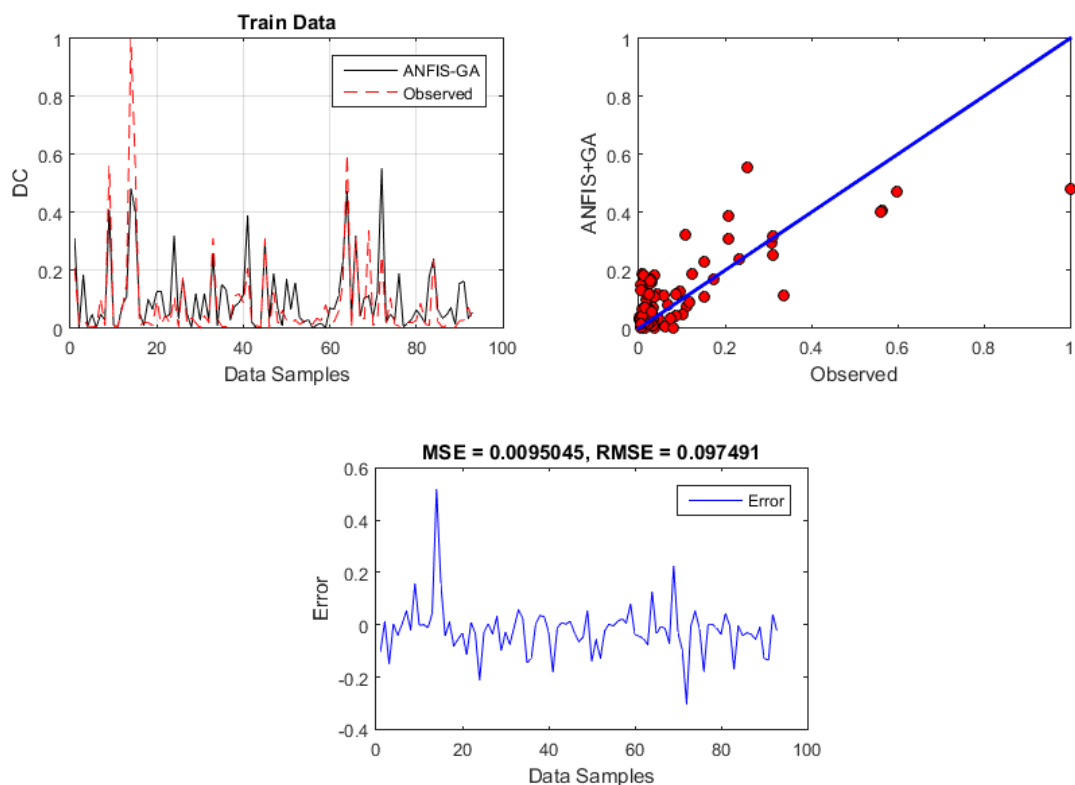 Train Data
1
0.8
0.6
0.4
0.2
0
DC
ANFIS-GA
Observed
0 20 40 60 80 100
Data Samples
1
0.8
0.6
0.4
0.2
0
ANFIS+GA
0 0.2 0.4 0.6 0.8 1
Observed
MSE = 0.0095045, RMSE = 0.097491
0.6
0.4
0.2
0
-0.2
-0.4
Error
Error
0 20 40 60 80 100
Data Samples